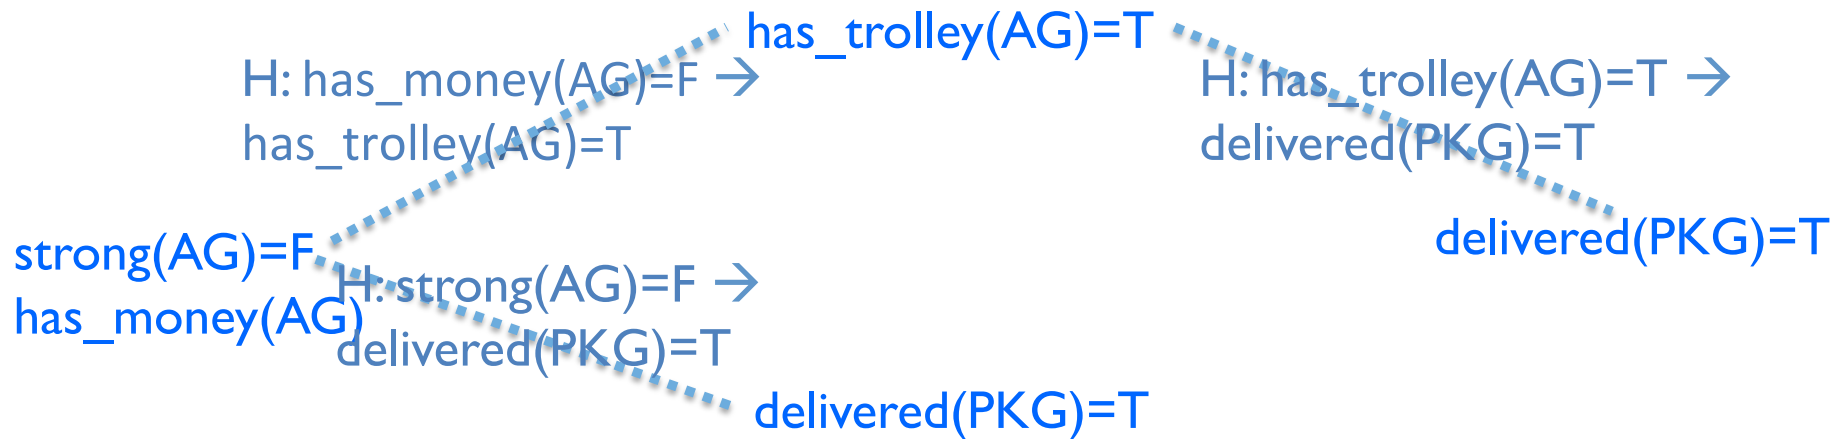 has_trolley(AG)=T
H: has_money(AG)=F →
has_trolley(AG)=T
H: has_trolley(AG)=T →
delivered(PKG)=T
strong(AG)=F
has_money(AG)
H: strong(AG)=F →
delivered(PKG)=T
delivered(PKG)=T
delivered(PKG)=T